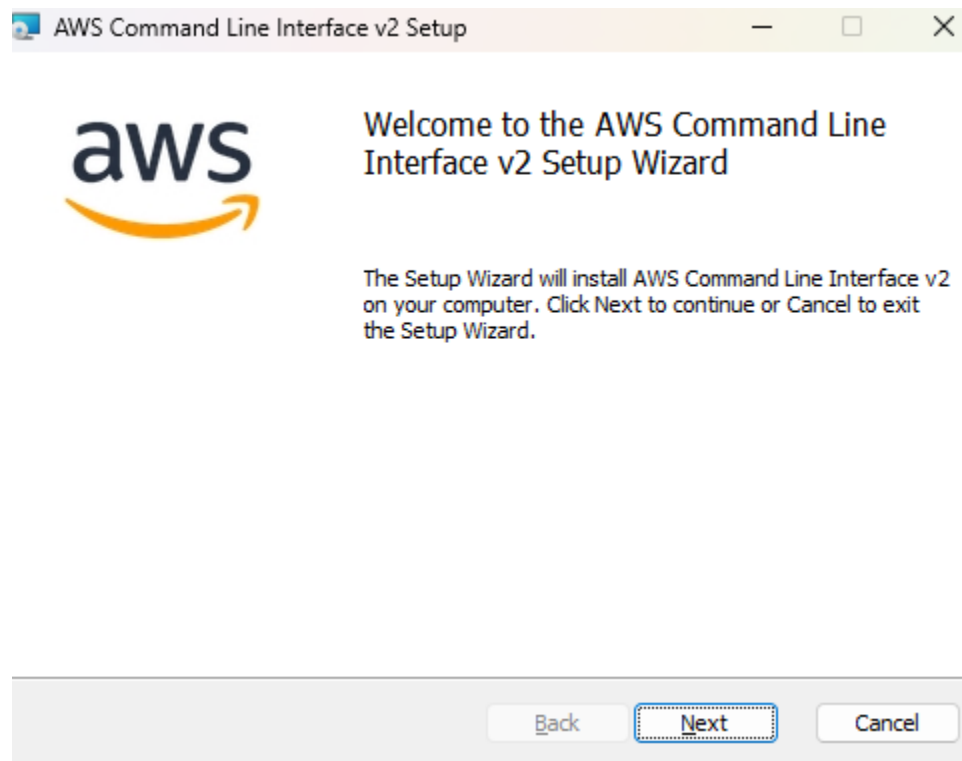 AWS Command Line Interface v2 Setup
aws
Welcome to the AWS Command Line
Interface v2 Setup Wizard
The Setup Wizard will install AWS Command Line Interface v2
on your computer. Click Next to continue or Cancel to exit
the Setup Wizard.
Back
Next
Cancel